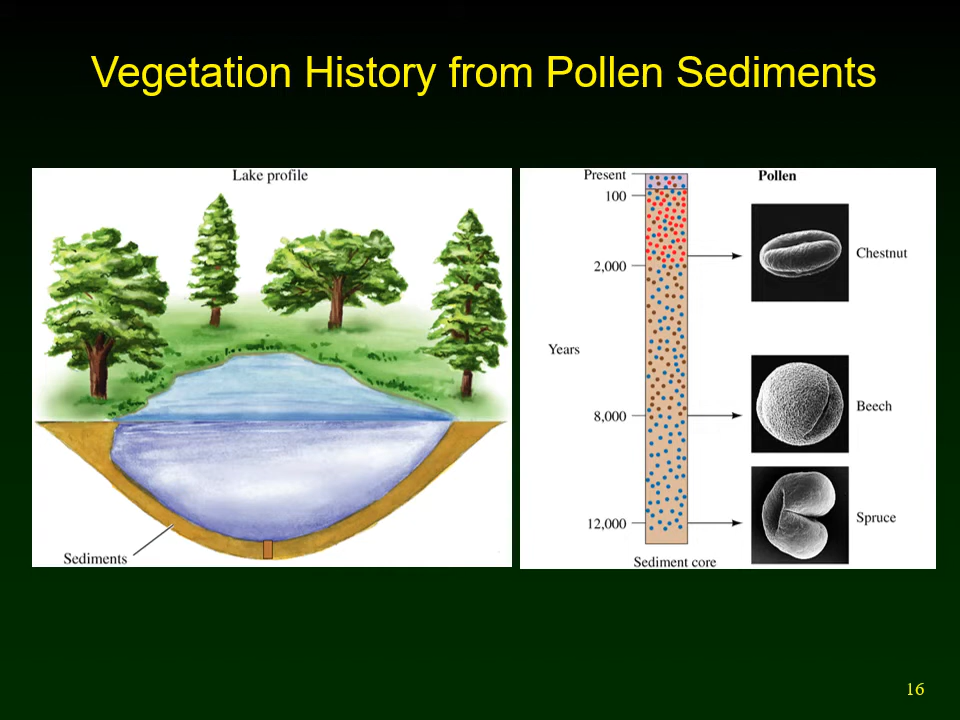 Vegetation History from Pollen Sediments
Lake profile
Sediments
Present
Pollen
100
Chestnut
2,000
Years
Beech
8,000
Spruce
12,000
Sediment core
16